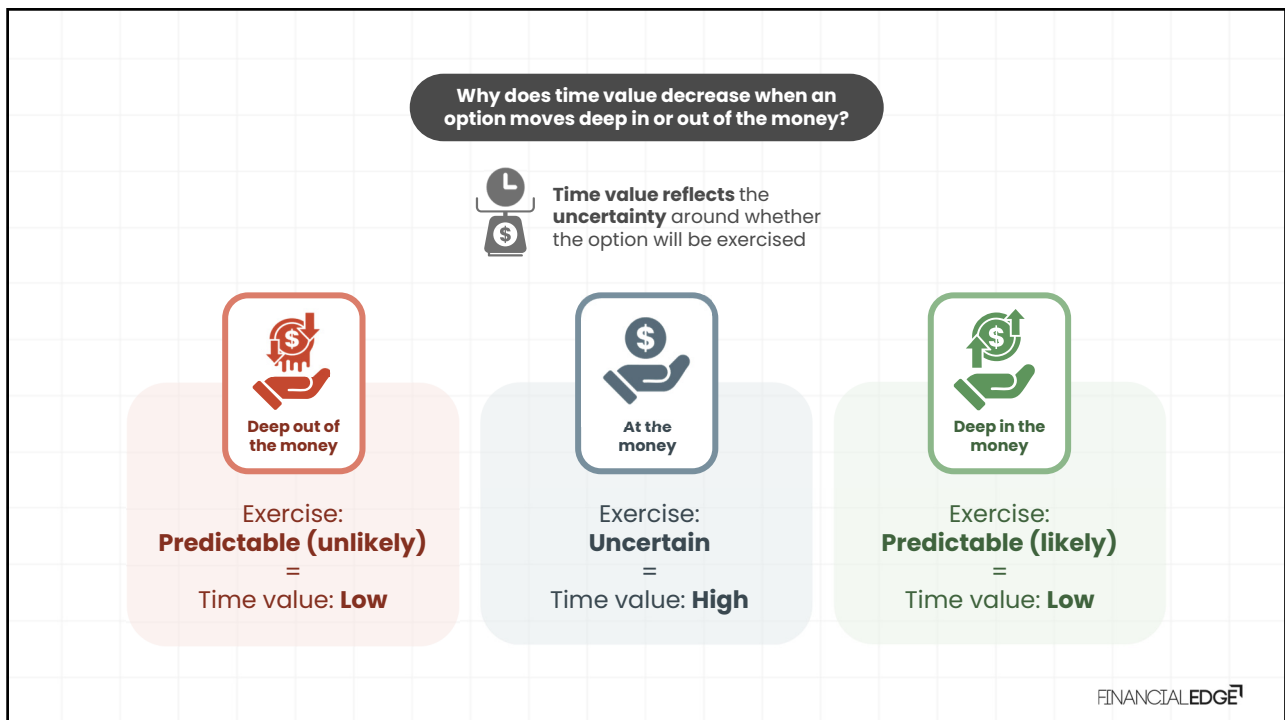 Why does time value decrease when an
option moves deep in or out of the money?
Time value reflects the
uncertainty around whether
the option will be exercised
$
$
Deep out of
the money
Exercise:
Predictable (unlikely)
=
Time value: Low
$
At the
money
Exercise:
Uncertain
=
Time value: High
$
Deep in the
money
Exercise:
Predictable (likely)
=
Time value: Low
FINANCIALEDGE